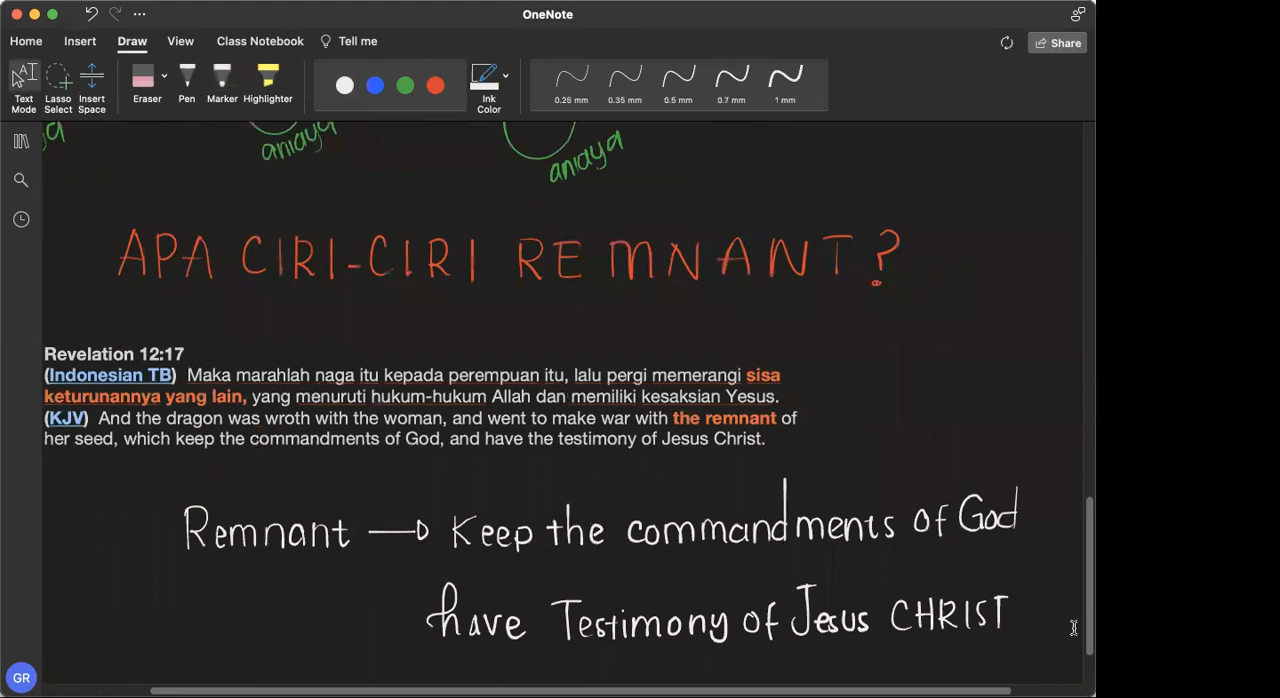 OneNote
Home Insert Draw View Class Notebook Tell me
Share
Text Mode
Lasso Select
Insert Space
Eraser
Pen
Marker
Highlighter
Ink Color
0.25 mm
0.35 mm
0.5 mm
0.7 mm
1 mm
aniaya
aniaya
APA CIRI-CIRI REMNANT?
Revelation 12:17
(Indonesian TB) Maka marahlah naga itu kepada perempuan itu, lalu pergi memerangi sisa
keturunannya yang lain, yang menuruti hukum-hukum Allah dan memiliki kesaksian Yesus.
(KJV) And the dragon was wroth with the woman, and went to make war with the remnant of
her seed, which keep the commandments of God, and have the testimony of Jesus Christ.
Remnant → Keep the commandments of God
have Testimony of Jesus CHRIST
GR